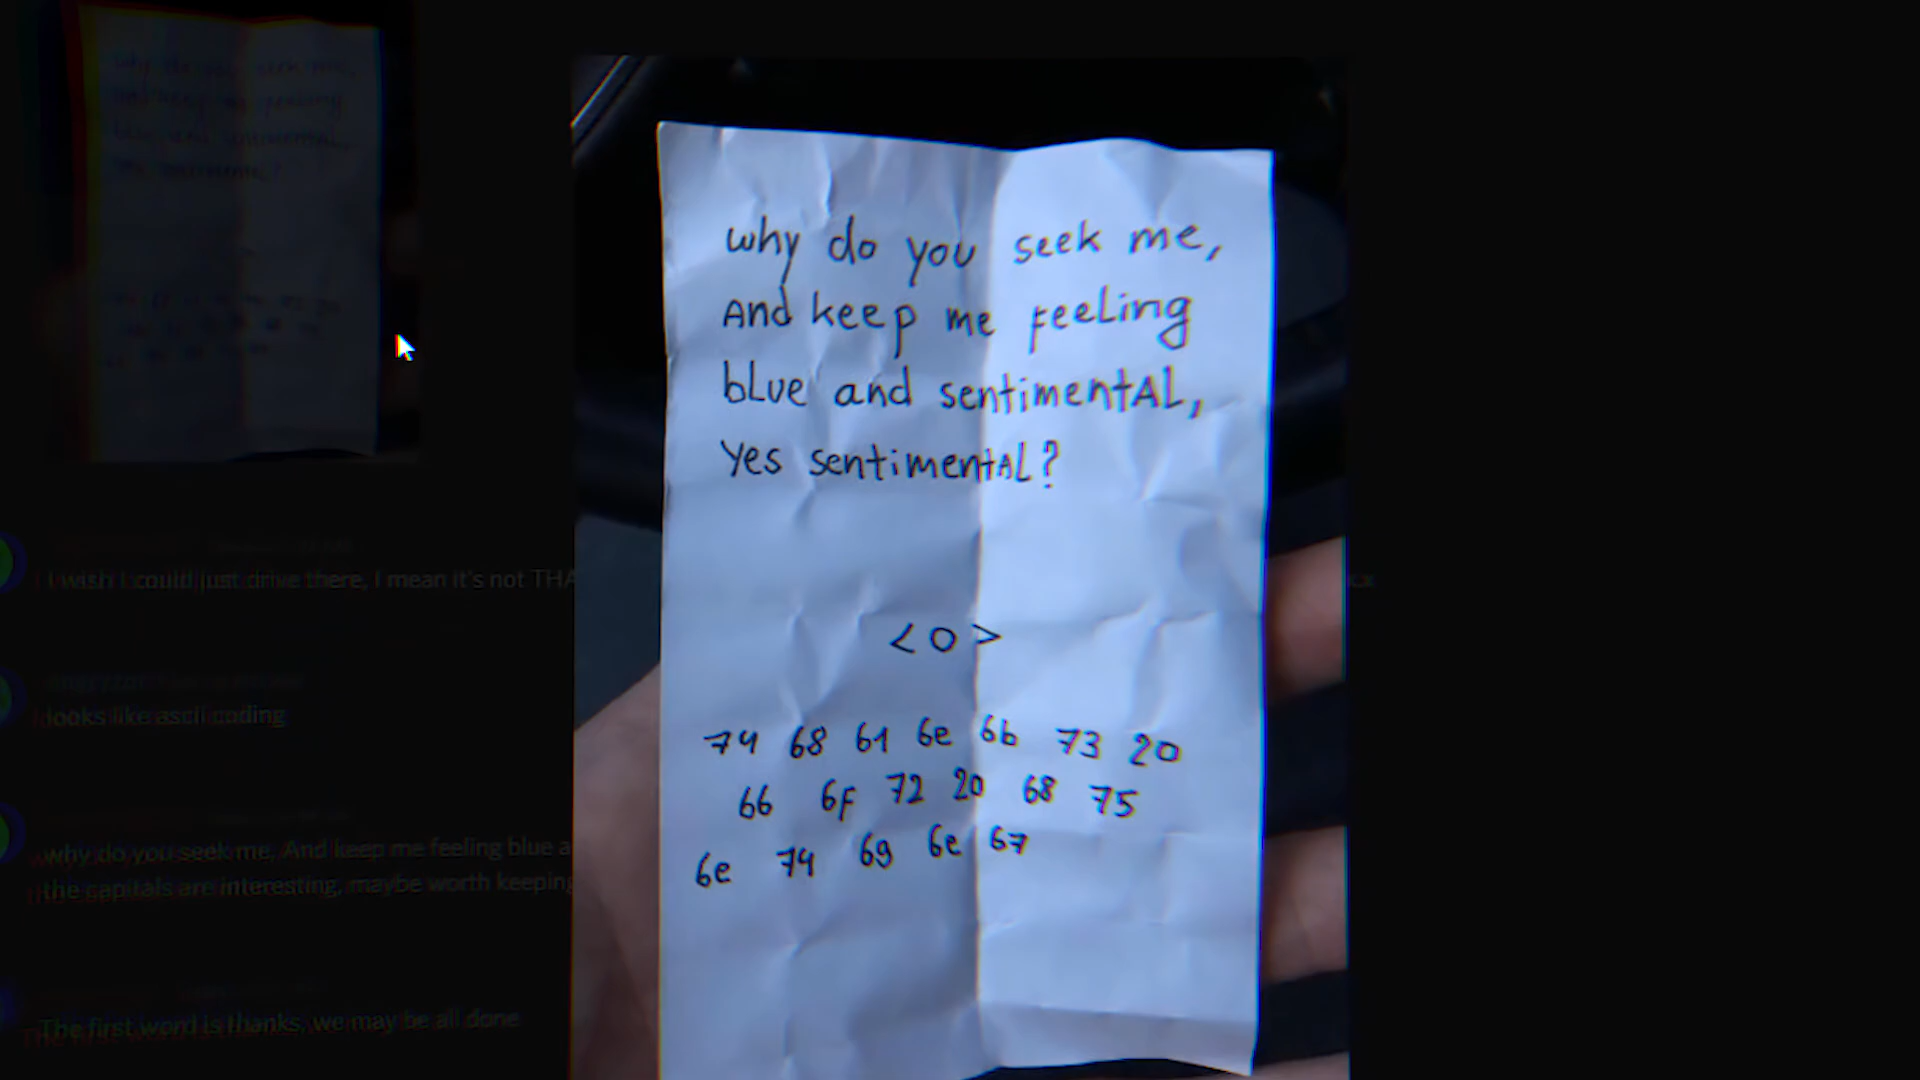 why do you seek me,
And keep me feeling
bLue and sentimentAL,
Yes sentimentAL?
<o>
74 68 61 6e 6b 73 20
66 6f 72 20 68 75
6e 74 69 6e 67
I wish I could just drive there, I mean it's not THA
looks like ascii coding
why do you seek me, And keep me feeling blue a
the capitals are interesting, maybe worth keeping
The first word is thanks, we may be all done